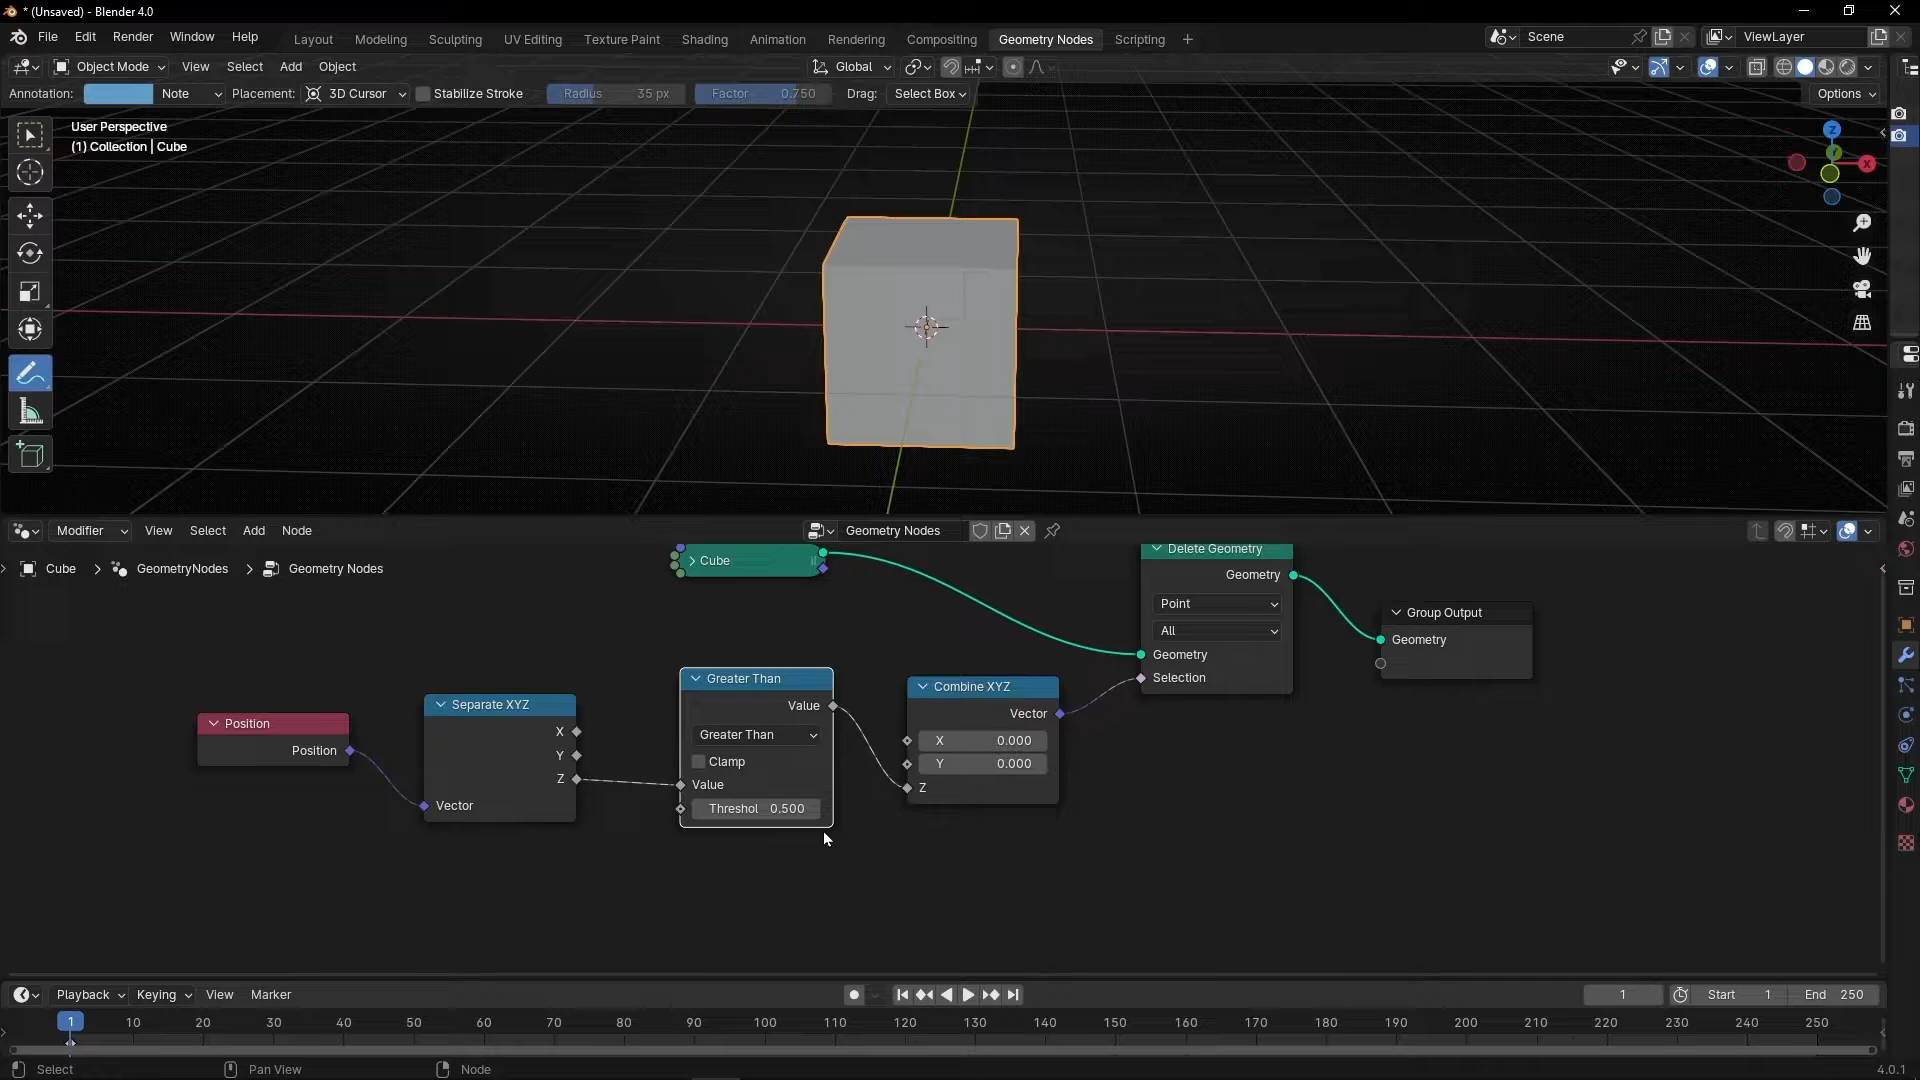 * (Unsaved) - Blender 4.0
File Edit Render Window Help Layout Modeling Sculpting UV Editing Texture Paint Shading Animation Rendering Compositing Geometry Nodes Scripting + Scene ViewLayer
Object Mode View Select Add Object Global
Annotation: Note Placement: 3D Cursor Stabilize Stroke Radius 35 px Factor 0.750 Drag: Select Box Options
User Perspective
(1) Collection | Cube
Z
Y
X
Modifier View Select Add Node Geometry Nodes
Cube > GeometryNodes > Geometry Nodes
Cube
Delete Geometry
Geometry
Point
All
Geometry
Selection
Group Output
Geometry
Position
Position
Separate XYZ
X
Y
Z
Vector
Greater Than
Value
Greater Than
Clamp
Value
Threshol 0.500
Combine XYZ
Vector
X 0.000
Y 0.000
Z
Playback Keying View Marker 1 Start 1 End 250
1 10 20 30 40 50 60 70 80 90 100 110 120 130 140 150 160 170 180 190 200 210 220 230 240 250
Select Pan View Node 4.0.1